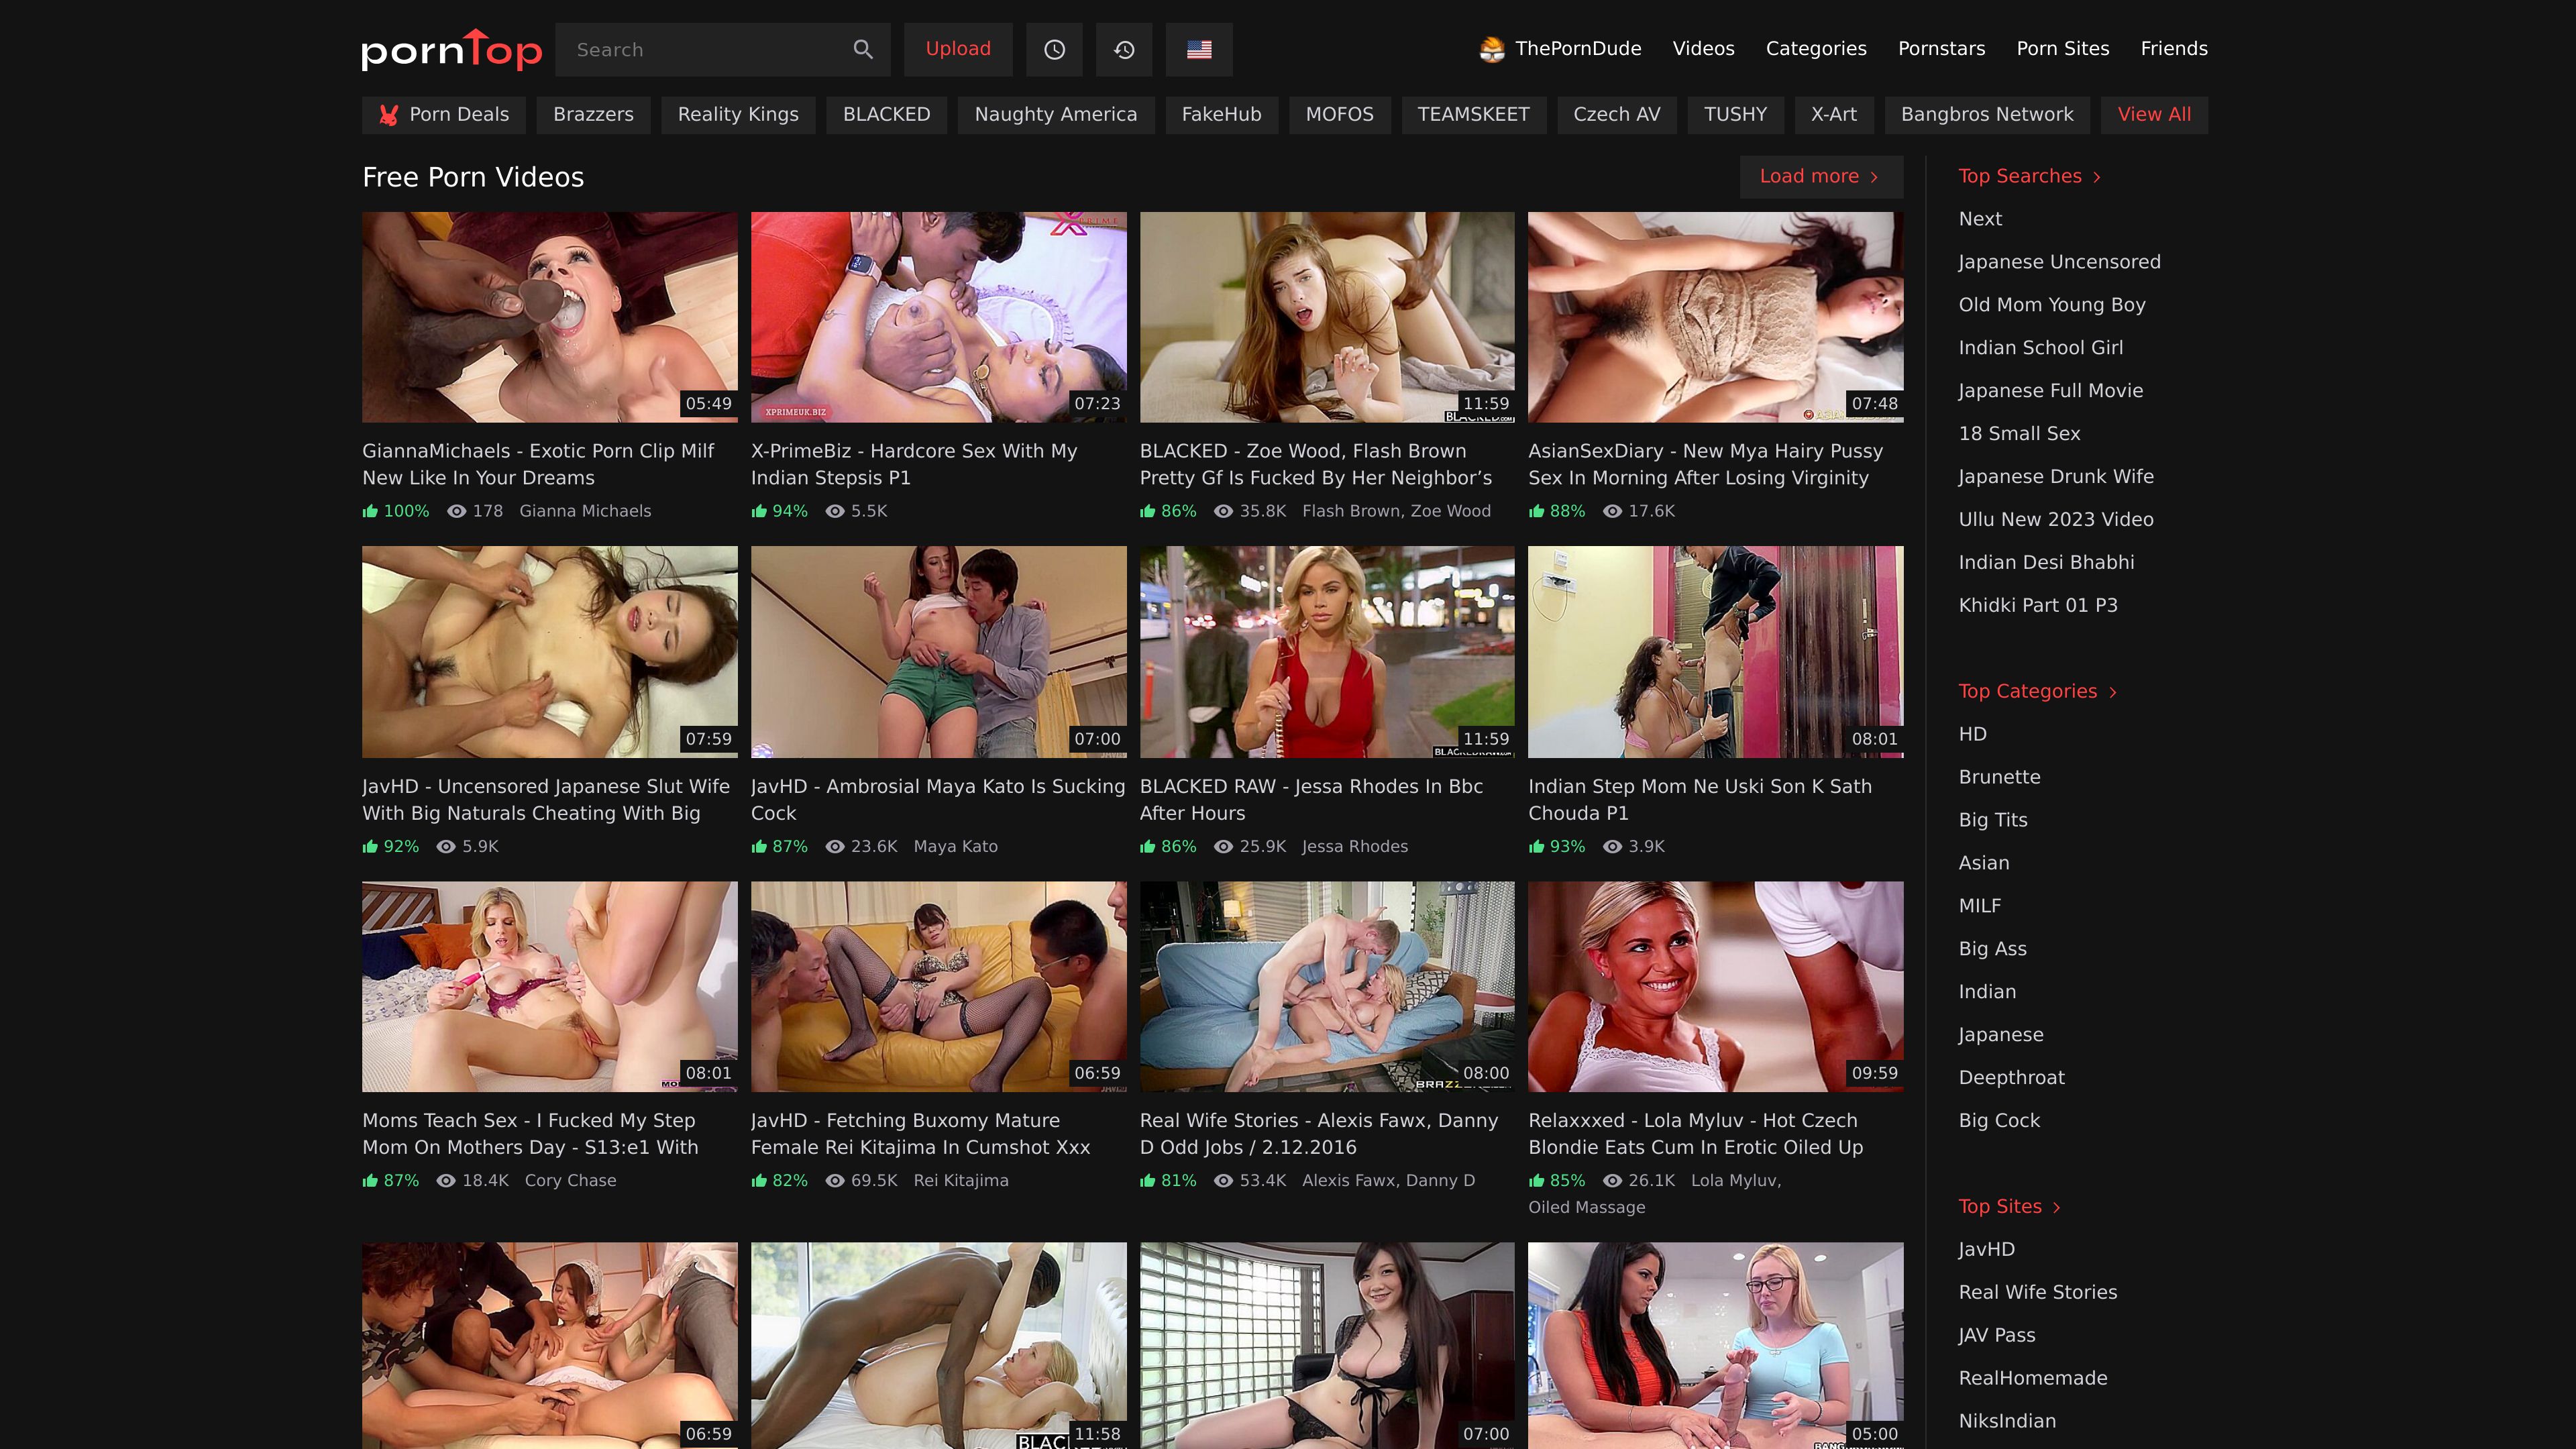 pornTop
Search
Upload
ThePornDude
Videos
Categories
Pornstars
Porn Sites
Friends
Porn Deals
Brazzers
Reality Kings
BLACKED
Naughty America
FakeHub
MOFOS
TEAMSKEET
Czech AV
TUSHY
X-Art
Bangbros Network
View All
Free Porn Videos
Load more
05:49
XPRIMEUK.BIZ
07:23
11:59
BLACKED.com
07:48
GiannaMichaels - Exotic Porn Clip Milf
New Like In Your Dreams
100% 178 Gianna Michaels
X-PrimeBiz - Hardcore Sex With My
Indian Stepsis P1
94% 5.5K
BLACKED - Zoe Wood, Flash Brown
Pretty Gf Is Fucked By Her Neighbor’s
86% 35.8K Flash Brown, Zoe Wood
AsianSexDiary - New Mya Hairy Pussy
Sex In Morning After Losing Virginity
88% 17.6K
07:59
07:00
11:59
08:01
JavHD - Uncensored Japanese Slut Wife
With Big Naturals Cheating With Big
92% 5.9K
JavHD - Ambrosial Maya Kato Is Sucking
Cock
87% 23.6K Maya Kato
BLACKED RAW - Jessa Rhodes In Bbc
After Hours
86% 25.9K Jessa Rhodes
Indian Step Mom Ne Uski Son K Sath
Chouda P1
93% 3.9K
08:01
06:59
08:00
09:59
Moms Teach Sex - I Fucked My Step
Mom On Mothers Day - S13:e1 With
87% 18.4K Cory Chase
JavHD - Fetching Buxomy Mature
Female Rei Kitajima In Cumshot Xxx
82% 69.5K Rei Kitajima
Real Wife Stories - Alexis Fawx, Danny
D Odd Jobs / 2.12.2016
81% 53.4K Alexis Fawx, Danny D
Relaxxxed - Lola Myluv - Hot Czech
Blondie Eats Cum In Erotic Oiled Up
85% 26.1K Lola Myluv,
Oiled Massage
06:59
11:58
07:00
05:00
Top Searches
Next
Japanese Uncensored
Old Mom Young Boy
Indian School Girl
Japanese Full Movie
18 Small Sex
Japanese Drunk Wife
Ullu New 2023 Video
Indian Desi Bhabhi
Khidki Part 01 P3
Top Categories
HD
Brunette
Big Tits
Asian
MILF
Big Ass
Indian
Japanese
Deepthroat
Big Cock
Top Sites
JavHD
Real Wife Stories
JAV Pass
RealHomemade
NiksIndian